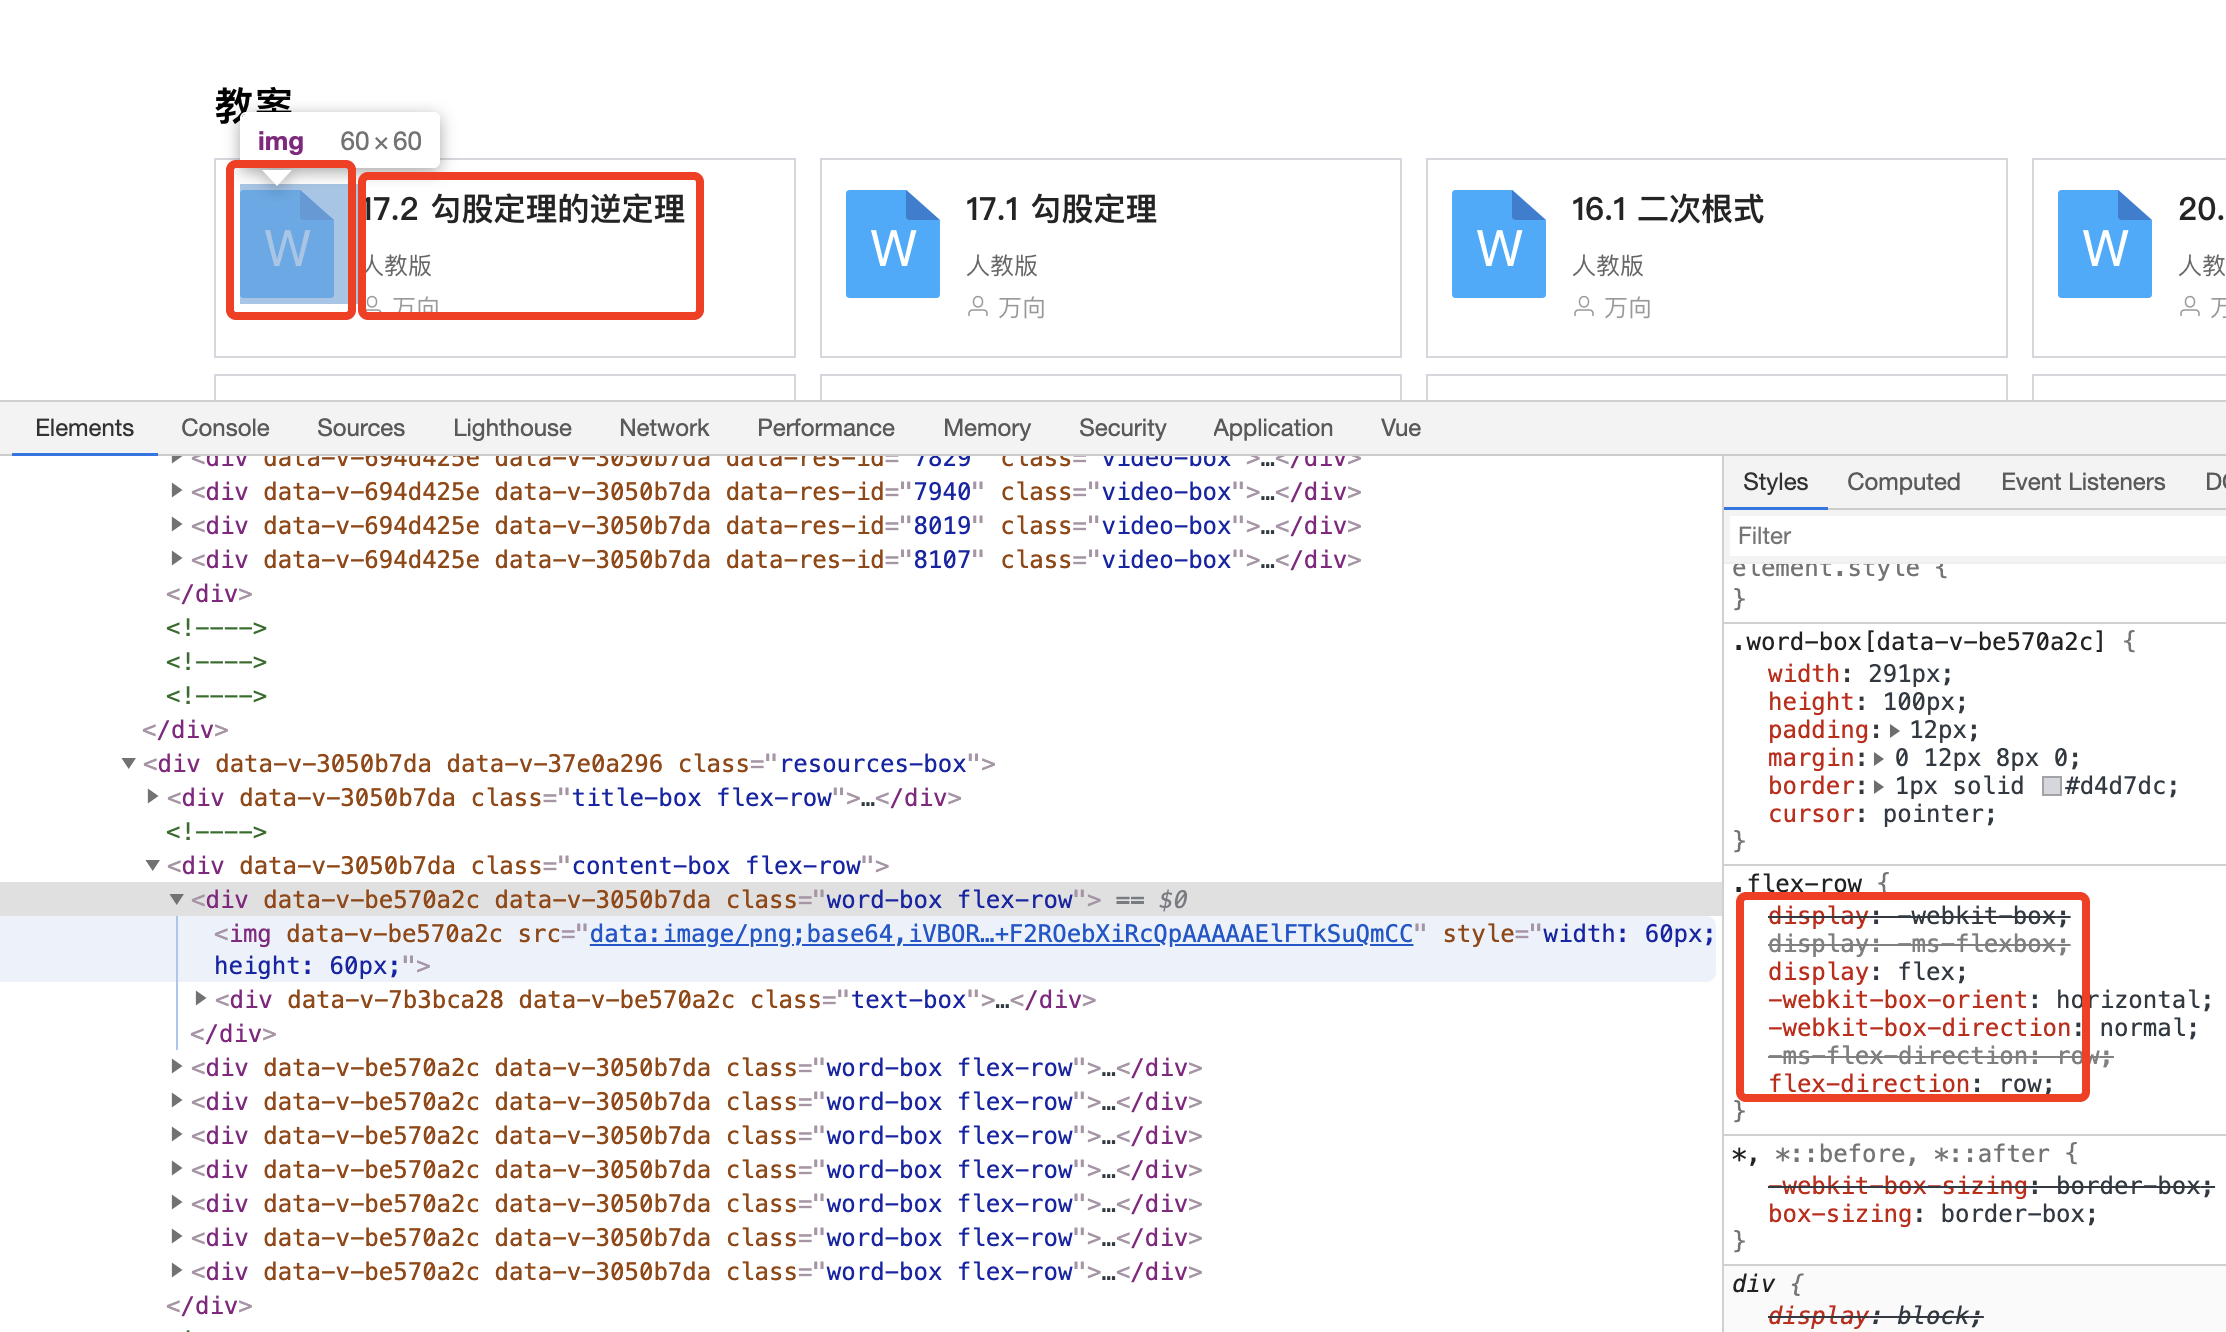 教案
img 60×60
W
17.2 勾股定理的逆定理
人教版
万向
W
17.1 勾股定理
人教版
万向
W
16.1 二次根式
人教版
万向
W
20.
人教
万
Elements Console Sources Lighthouse Network Performance Memory Security Application Vue
<div data-v-694d425e data-v-3050b7da data-res-id="7829" class="video-box">…</div>
<div data-v-694d425e data-v-3050b7da data-res-id="7940" class="video-box">…</div>
<div data-v-694d425e data-v-3050b7da data-res-id="8019" class="video-box">…</div>
<div data-v-694d425e data-v-3050b7da data-res-id="8107" class="video-box">…</div>
</div>
<!---->
<!---->
<!---->
</div>
<div data-v-3050b7da data-v-37e0a296 class="resources-box">
<div data-v-3050b7da class="title-box flex-row">…</div>
<!---->
<div data-v-3050b7da class="content-box flex-row">
<div data-v-be570a2c data-v-3050b7da class="word-box flex-row"> == $0
<img data-v-be570a2c src="data:image/png;base64,iVBOR…+F2ROebXiRcQpAAAAAElFTkSuQmCC" style="width: 60px;
height: 60px;">
<div data-v-7b3bca28 data-v-be570a2c class="text-box">…</div>
</div>
<div data-v-be570a2c data-v-3050b7da class="word-box flex-row">…</div>
<div data-v-be570a2c data-v-3050b7da class="word-box flex-row">…</div>
<div data-v-be570a2c data-v-3050b7da class="word-box flex-row">…</div>
<div data-v-be570a2c data-v-3050b7da class="word-box flex-row">…</div>
<div data-v-be570a2c data-v-3050b7da class="word-box flex-row">…</div>
<div data-v-be570a2c data-v-3050b7da class="word-box flex-row">…</div>
<div data-v-be570a2c data-v-3050b7da class="word-box flex-row">…</div>
</div>
Styles Computed Event Listeners DO
Filter
element.style {
}
.word-box[data-v-be570a2c] {
width: 291px;
height: 100px;
padding: 12px;
margin: 0 12px 8px 0;
border: 1px solid #d4d7dc;
cursor: pointer;
}
.flex-row {
display: -webkit-box;
display: -ms-flexbox;
display: flex;
-webkit-box-orient: horizontal;
-webkit-box-direction: normal;
-ms-flex-direction: row;
flex-direction: row;
}
*, *::before, *::after {
-webkit-box-sizing: border-box;
box-sizing: border-box;
}
div {
display: block;